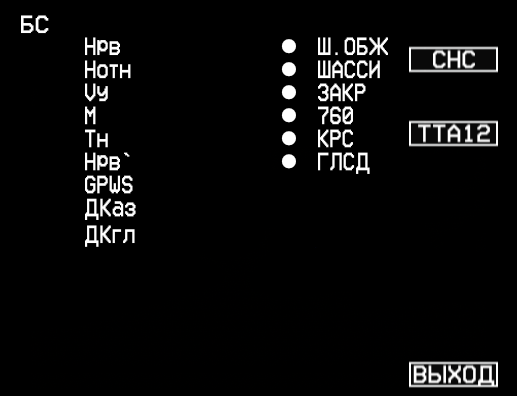 БС
Нрв
Ш.ОБЖ
Нотн
ШАССИ
СНС
Vy
ЗАКР
М
760
ТТА12
Тн
КРС
Нрв`
ГЛСД
GPWS
ДКаз
ДКгл
ВЫХОД